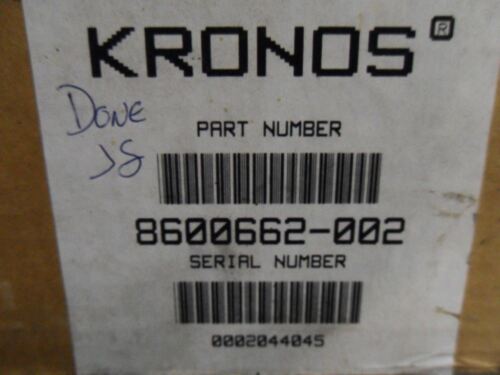 KRONOS®
Done
JS
PART NUMBER
8600662-002
SERIAL NUMBER
0002044045